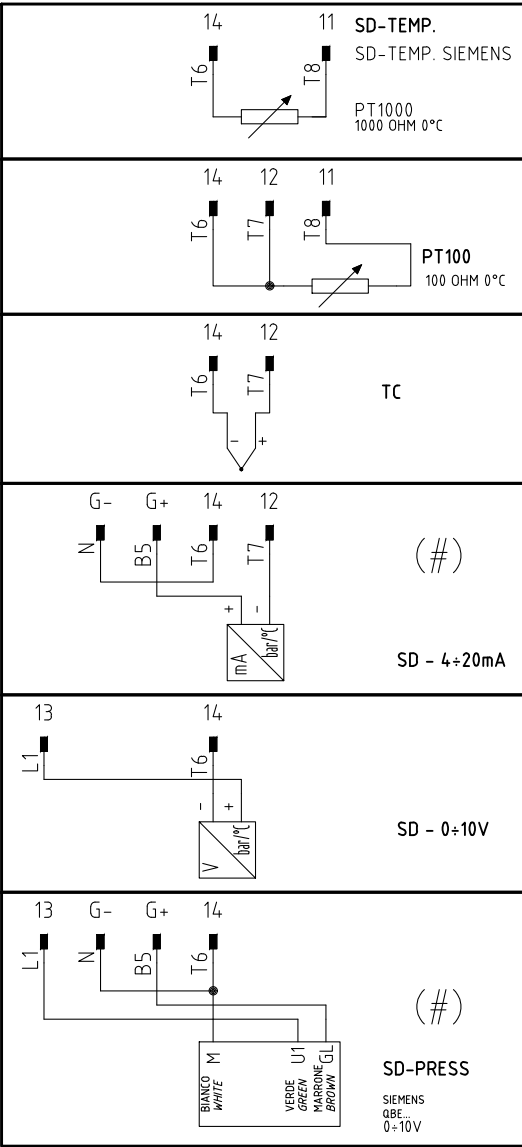 14 11 SD-TEMP.
SD-TEMP. SIEMENS
T6 T8
PT1000
1000 OHM 0°C
14 12 11
T6 T7 T8
PT100
100 OHM 0°C
14 12
T6 T7
TC
- +
G- G+ 14 12
N B5 T6 T7
(#)
+ -
mA bar/°C
SD - 4÷20mA
13 14
L1 T6
- +
V bar/°C
SD - 0÷10V
13 G- G+ 14
L1 N B5 T6
(#)
M U1 GL
BIANCO
WHITE
VERDE
GREEN
MARRONE
BROWN
SD-PRESS
SIEMENS
QBE...
0÷10V